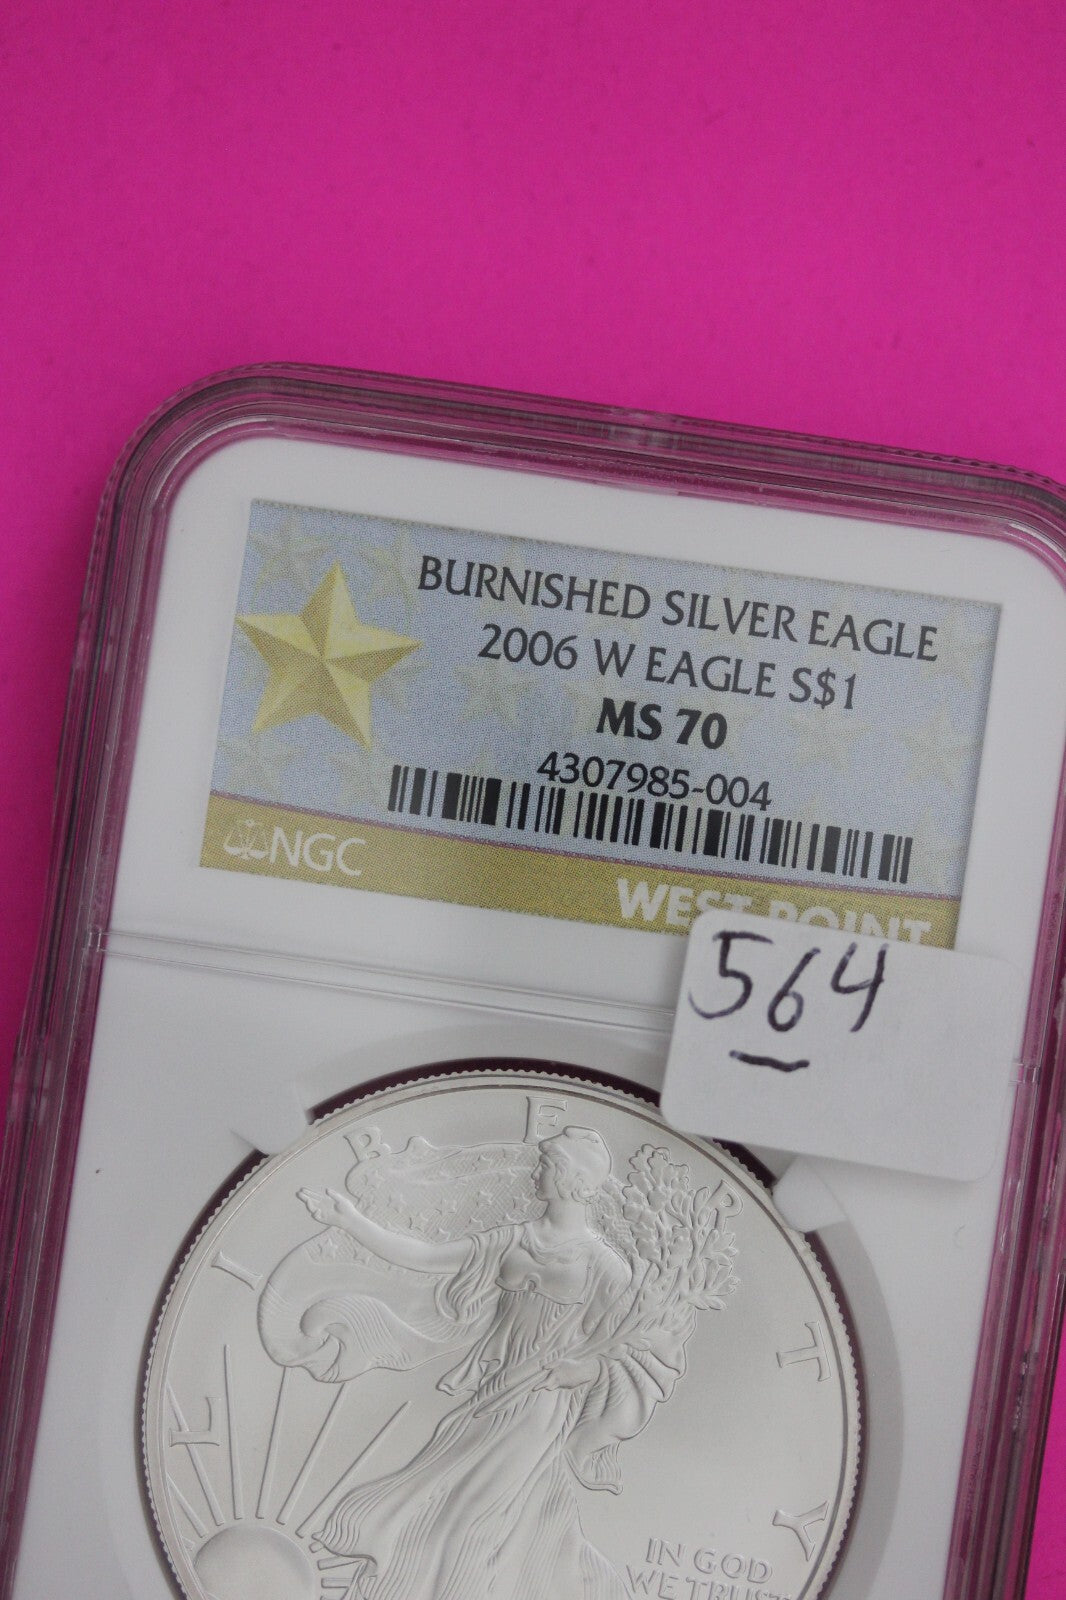 BURNISHED SILVER EAGLE
2006 W EAGLE S$1
MS 70
4307985-004
NGC
WEST POINT
564
LIBERTY
IN GOD
WE TRUST